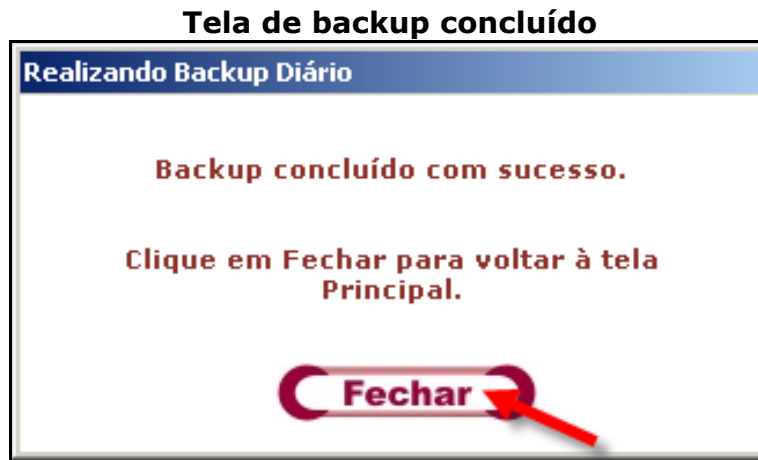 Tela de backup concluído
Realizando Backup Diário
Backup concluído com sucesso.
Clique em Fechar para voltar à tela
Principal.
Fechar